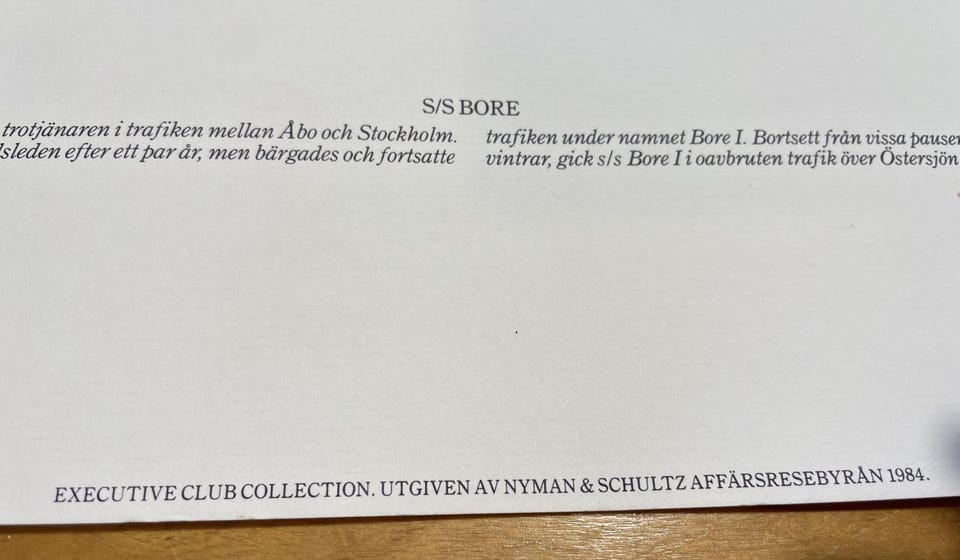 S/S BORE
trotjänaren i trafiken mellan Åbo och Stockholm.
lsleden efter ett par år, men bärgades och fortsatte
trafiken under namnet Bore I. Bortsett från vissa pauser
vintrar, gick s/s Bore I i oavbruten trafik över Östersjön
EXECUTIVE CLUB COLLECTION. UTGIVEN AV NYMAN & SCHULTZ AFFÄRSRESEBYRÅN 1984.